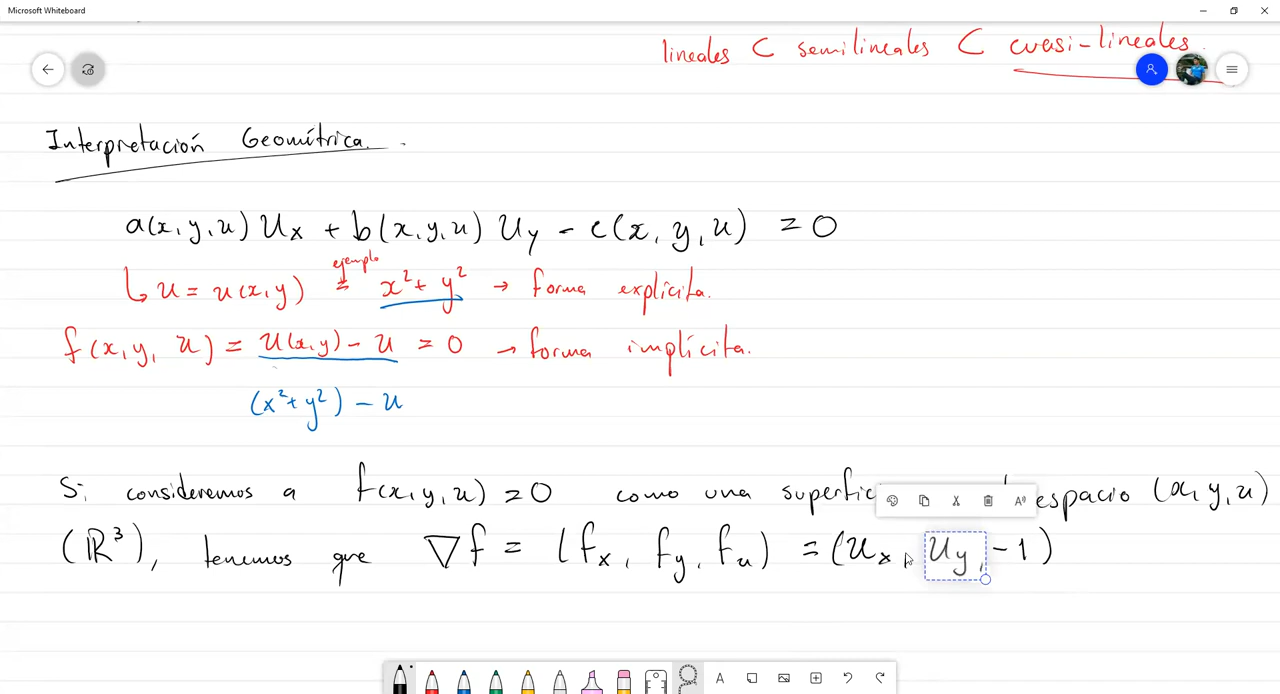 Microsoft Whiteboard
lineales ⊂ semilineales ⊂ cuasi-lineales.
Interpretación Geométrica.
a(x,y,u) Ux + b(x,y,u) Uy - c(x,y,u) = 0
ejemplo
↳ u = u(x,y) = x² + y² → forma explícita.
f(x,y,u) = u(x,y) - u = 0 → forma implícita.
(x² + y²) - u
Si consideremos a f(x,y,u) = 0 como una superfici espacio (x,y,u)
(ℝ³), tenemos que ∇f = (fx, fy, fu) = (ux, uy, -1)